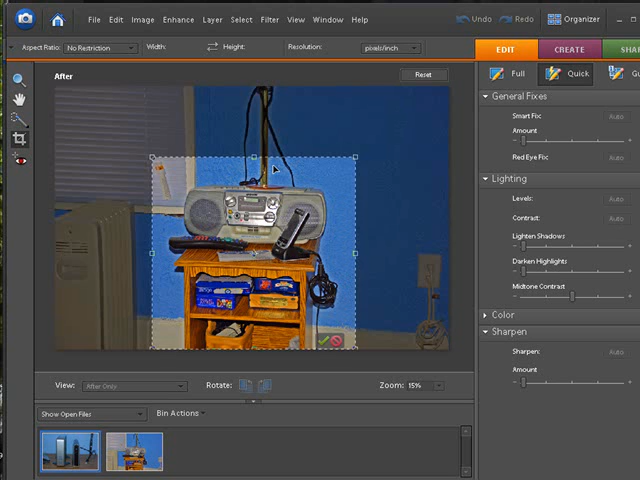 File Edit Image Enhance Layer Select Filter View Window Help Undo Redo Organizer
Aspect Ratio: No Restriction Width: Height: Resolution: pixels/inch EDIT CREATE SHAR
After Reset Full Quick Gu
General Fixes
Smart Fix Auto
Amount
Red Eye Fix Auto
Lighting
Levels: Auto
Contrast: Auto
Lighten Shadows
Darken Highlights
Midtone Contrast
Color
Sharpen
Sharpen: Auto
Amount
View: After Only Rotate: Zoom: 15%
Show Open Files Bin Actions